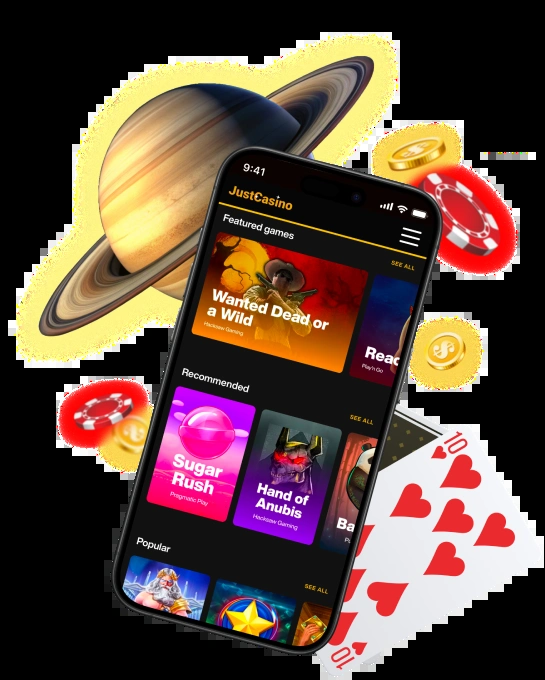 9:41
JustCasino
Featured games
SEE ALL
Wanted Dead or
a Wild
Hacksaw Gaming
Reac
Play'n Go
Recommended
SEE ALL
Sugar
Rush
Pragmatic Play
Hand of
Anubis
Hacksaw Gaming
Ba
Popular
SEE ALL
10
10